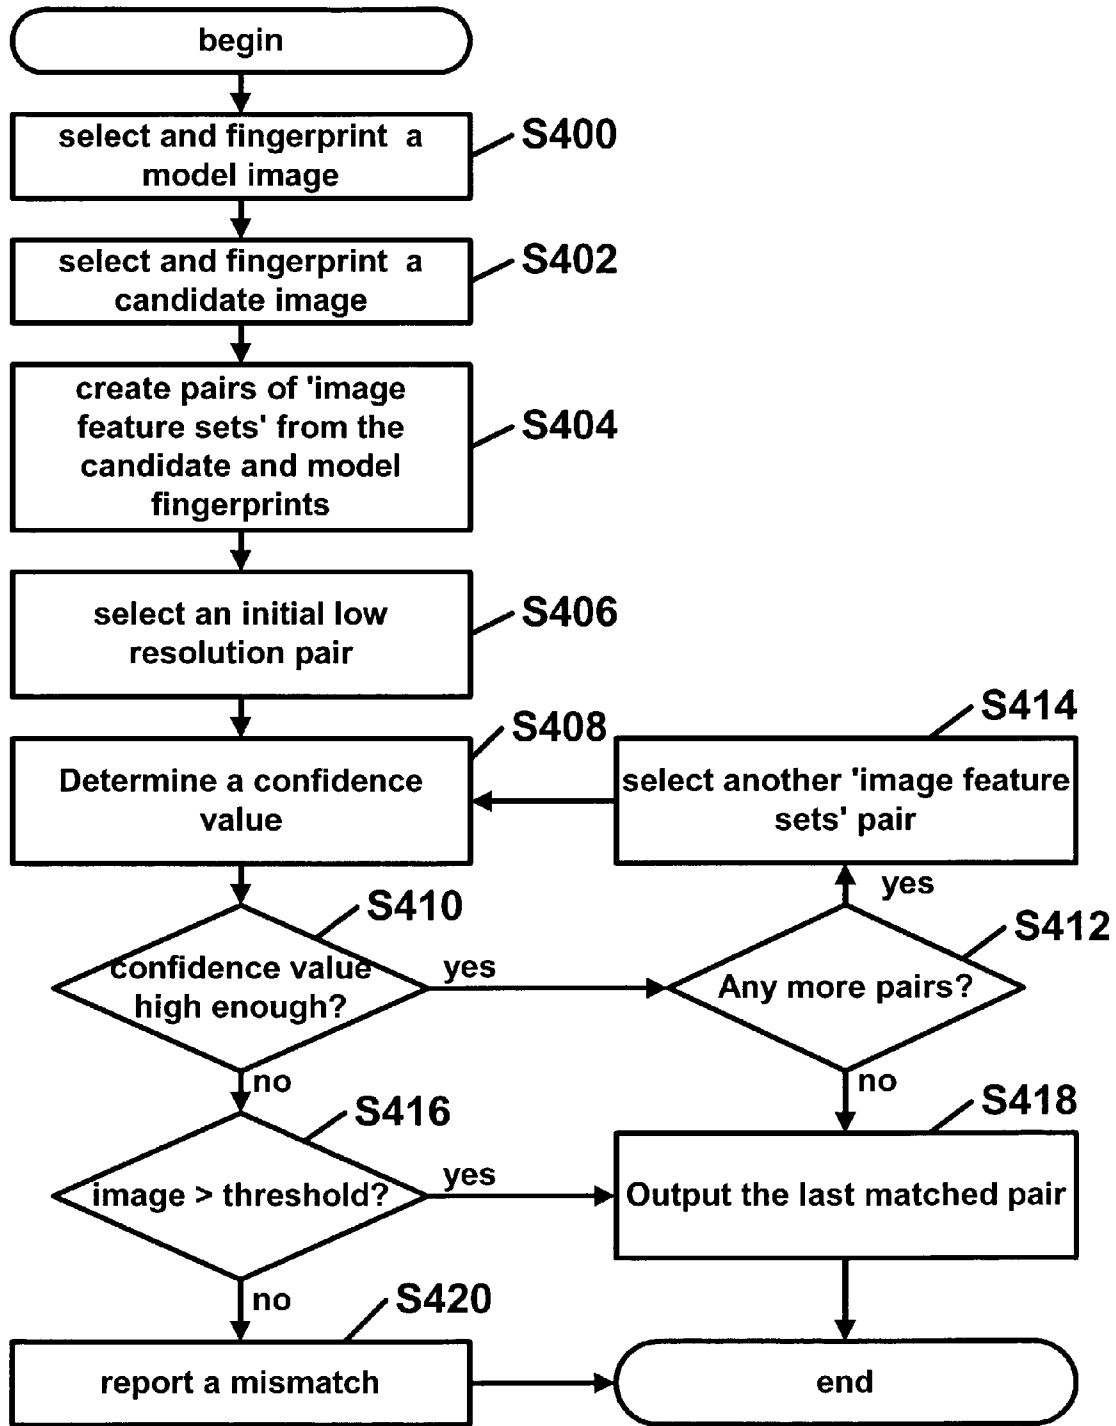 begin
select and fingerprint a
model image
S400
select and fingerprint a
candidate image
S402
create pairs of 'image
feature sets' from the
candidate and model
fingerprints
S404
select an initial low
resolution pair
S406
Determine a confidence
value
S408
select another 'image feature
sets' pair
S414
yes
confidence value
high enough?
S410
yes
Any more pairs?
S412
no
no
image > threshold?
S416
yes
Output the last matched pair
S418
no
report a mismatch
S420
end